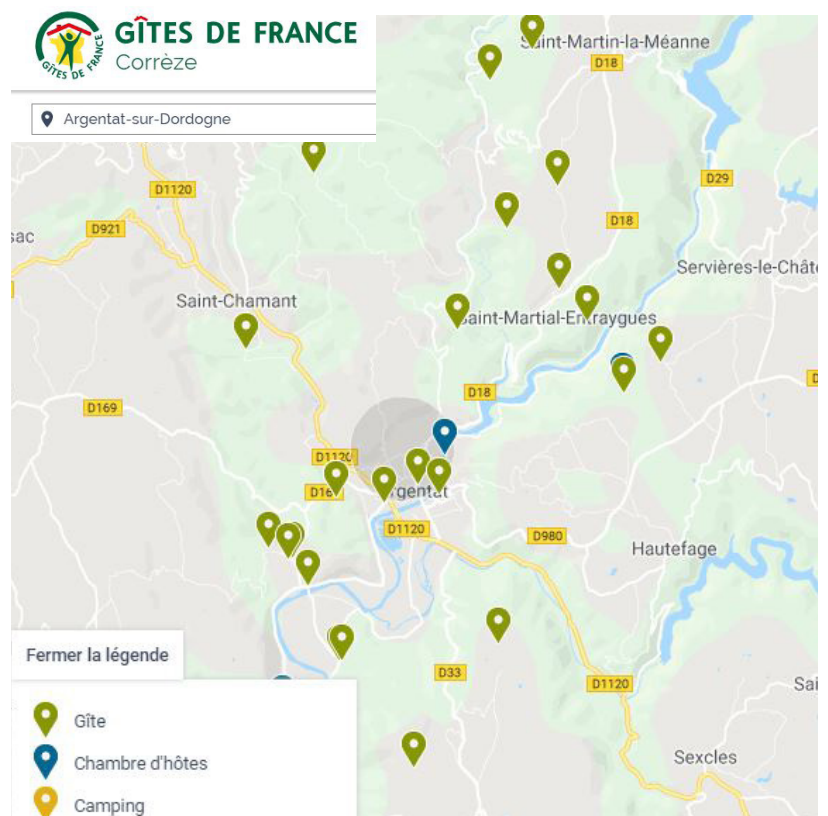 GÎTES DE FRANCE
Corrèze
GÎTES DE FRANCE
Argentat-sur-Dordogne
Saint-Martin-la-Méanne
D18
D29
D1120
D18
D921
sac
Servières-le-Châte
Saint-Chamant
Saint-Martial-Entraygues
D18
D169
D1120
Argentat
D1120
D980
Hautefage
Fermer la légende
D33
D1120
Sai
Gîte
Sexcles
Chambre d'hôtes
Camping